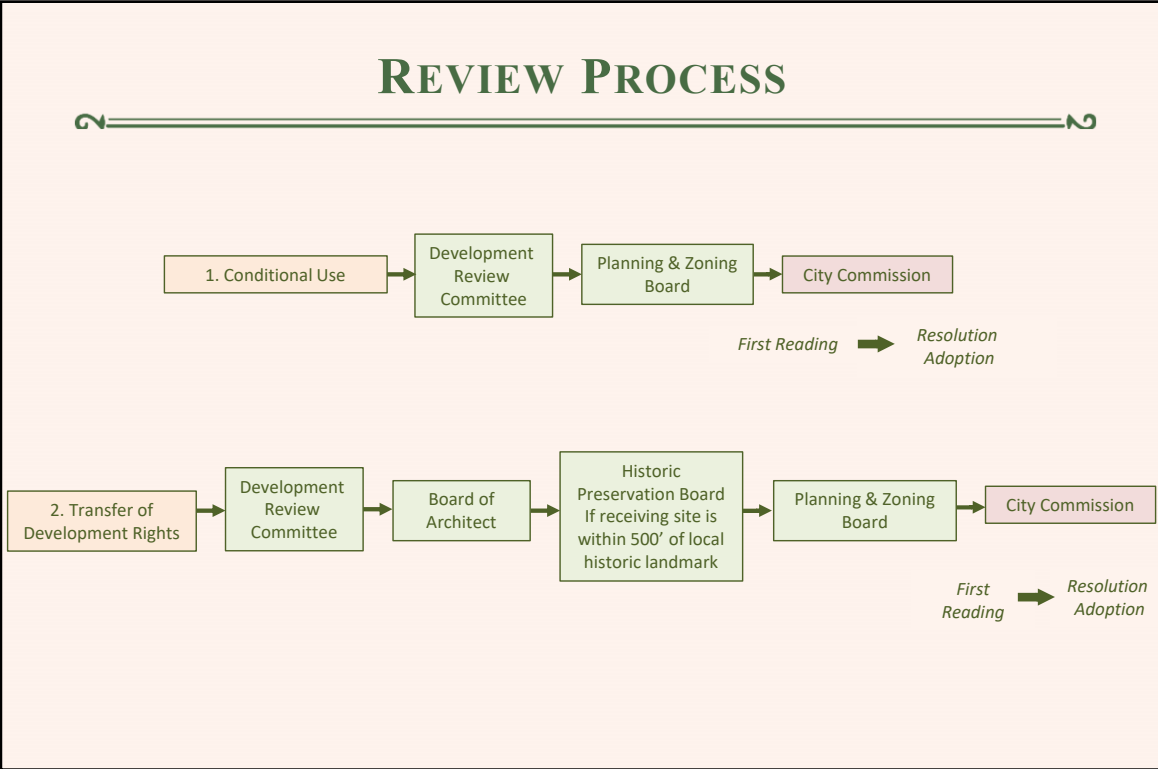 REVIEW PROCESS
1. Conditional Use
Development
Review
Committee
Planning & Zoning
Board
City Commission
First Reading
Resolution
Adoption
2. Transfer of
Development Rights
Development
Review
Committee
Board of
Architect
Historic
Preservation Board
If receiving site is
within 500’ of local
historic landmark
Planning & Zoning
Board
City Commission
First
Reading
Resolution
Adoption